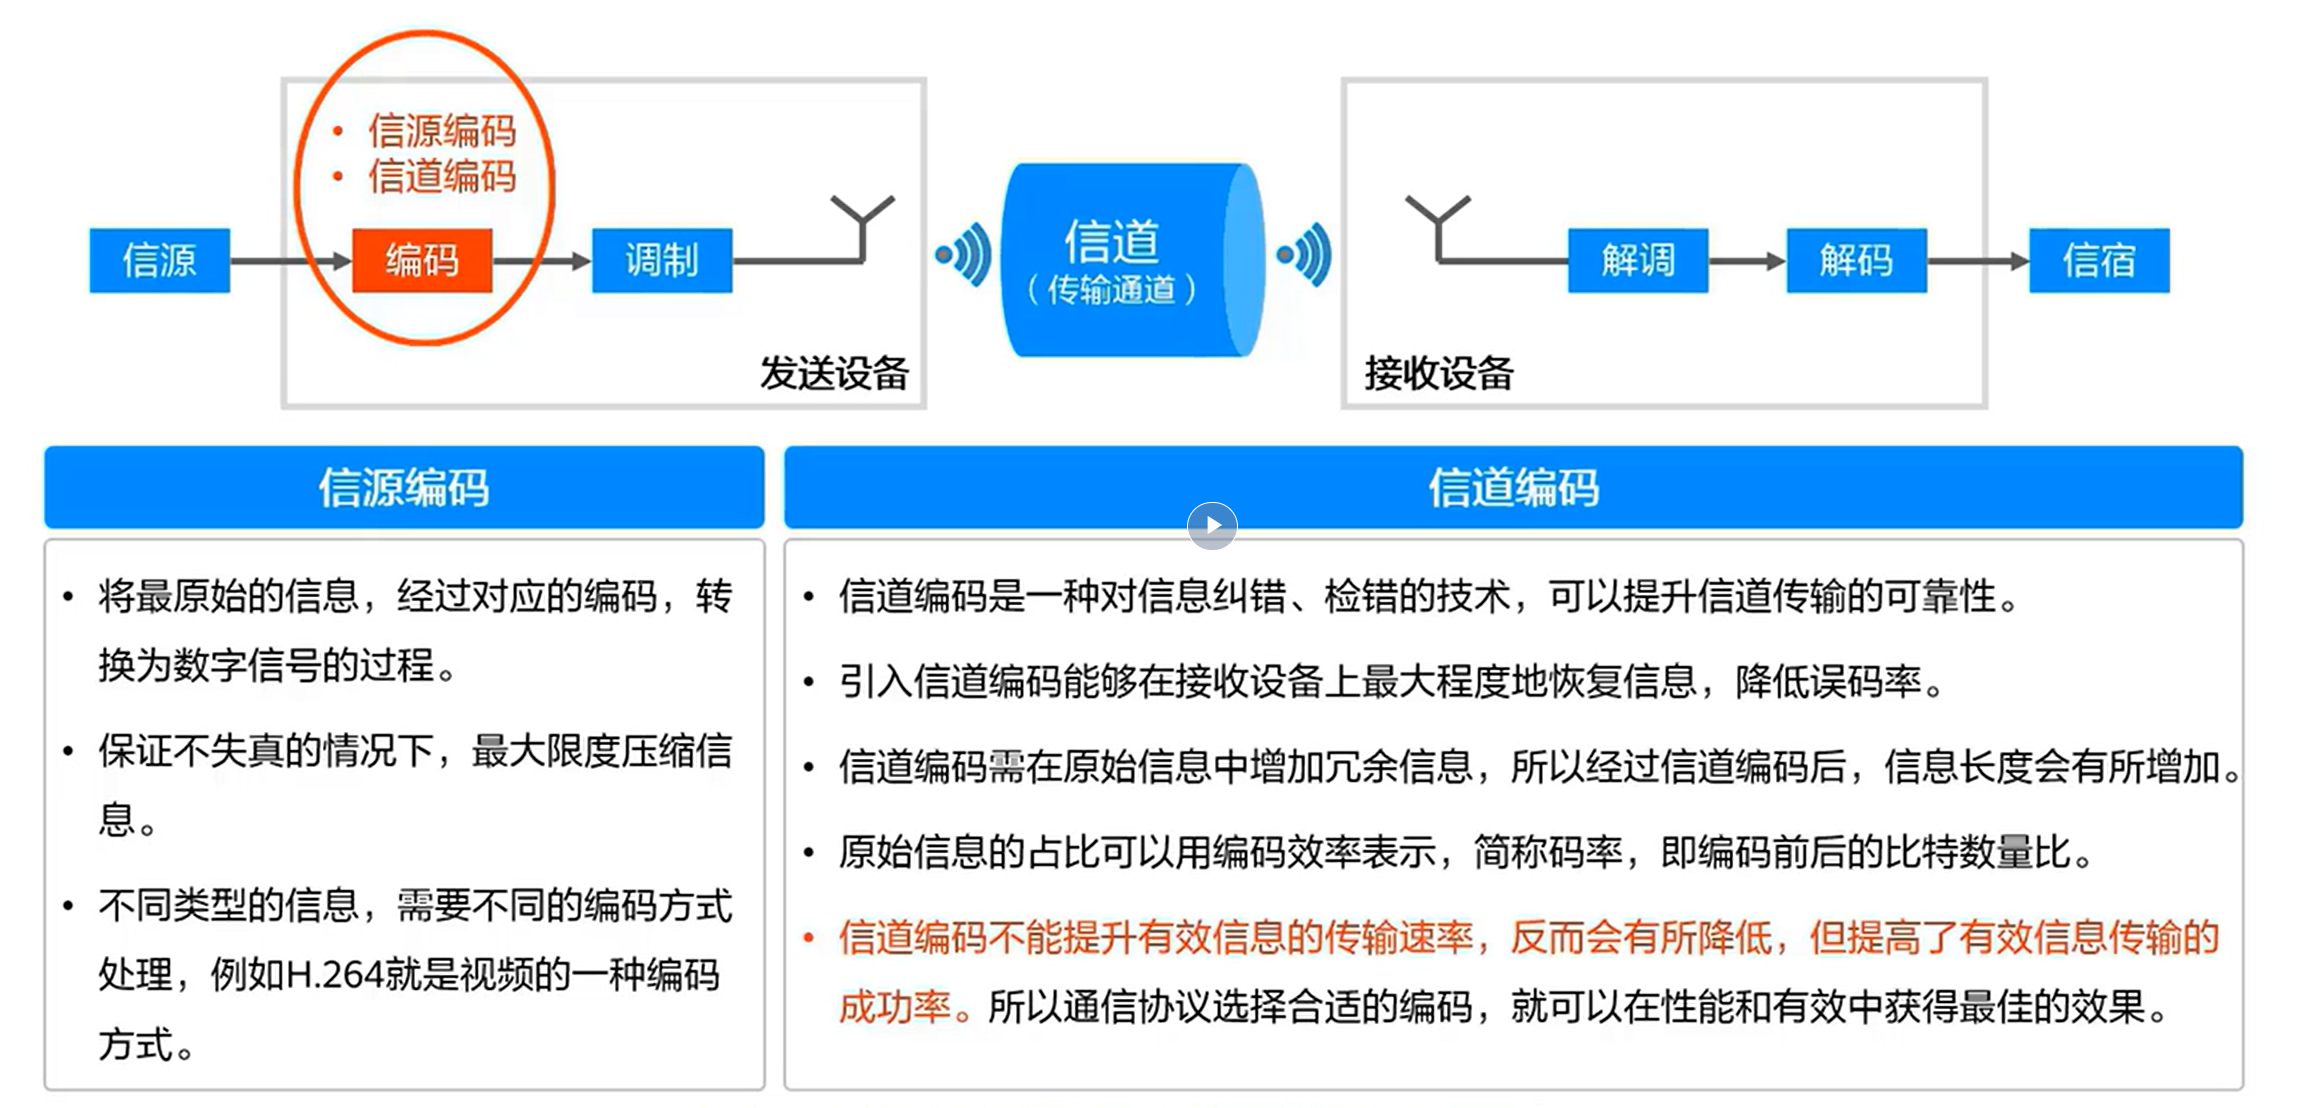 • 信源编码
• 信道编码
信源
编码
调制
发送设备
信道
（传输通道）
接收设备
解调
解码
信宿
信源编码
• 将最原始的信息，经过对应的编码，转
换为数字信号的过程。
• 保证不失真的情况下，最大限度压缩信
息。
• 不同类型的信息，需要不同的编码方式
处理，例如H.264就是视频的一种编码
方式。
信道编码
• 信道编码是一种对信息纠错、检错的技术，可以提升信道传输的可靠性。
• 引入信道编码能够在接收设备上最大程度地恢复信息，降低误码率。
• 信道编码需在原始信息中增加冗余信息，所以经过信道编码后，信息长度会有所增加。
• 原始信息的占比可以用编码效率表示，简称码率，即编码前后的比特数量比。
• 信道编码不能提升有效信息的传输速率，反而会有所降低，但提高了有效信息传输的
成功率。所以通信协议选择合适的编码，就可以在性能和有效中获得最佳的效果。